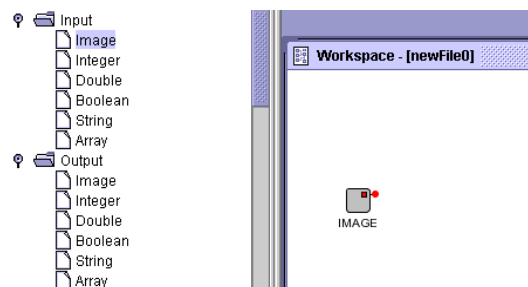 Input
Image
Integer
Double
Boolean
String
Array
Output
Image
Integer
Double
Boolean
String
Array
Workspace - [newFile0]
IMAGE